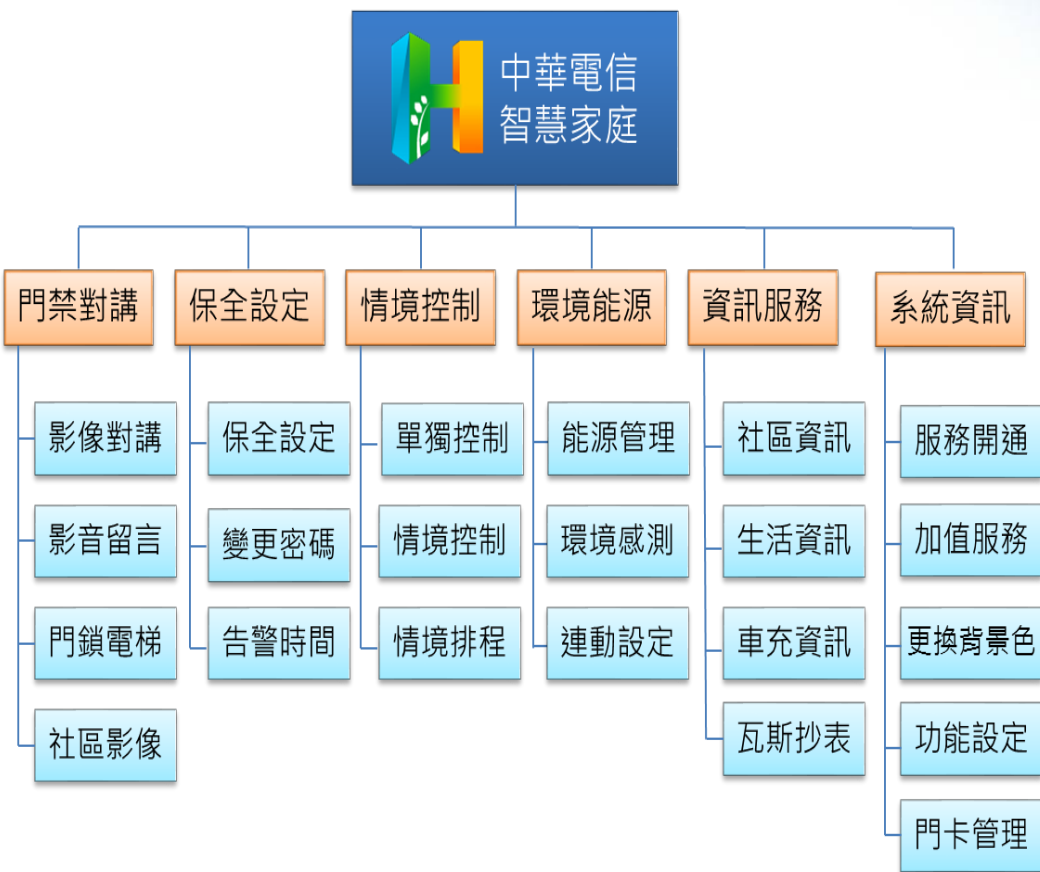 中華電信
智慧家庭
門禁對講
保全設定
情境控制
環境能源
資訊服務
系統資訊
影像對講
影音留言
門鎖電梯
社區影像
保全設定
變更密碼
告警時間
單獨控制
情境控制
情境排程
能源管理
環境感測
連動設定
社區資訊
生活資訊
車充資訊
瓦斯抄表
服務開通
加值服務
更換背景色
功能設定
門卡管理